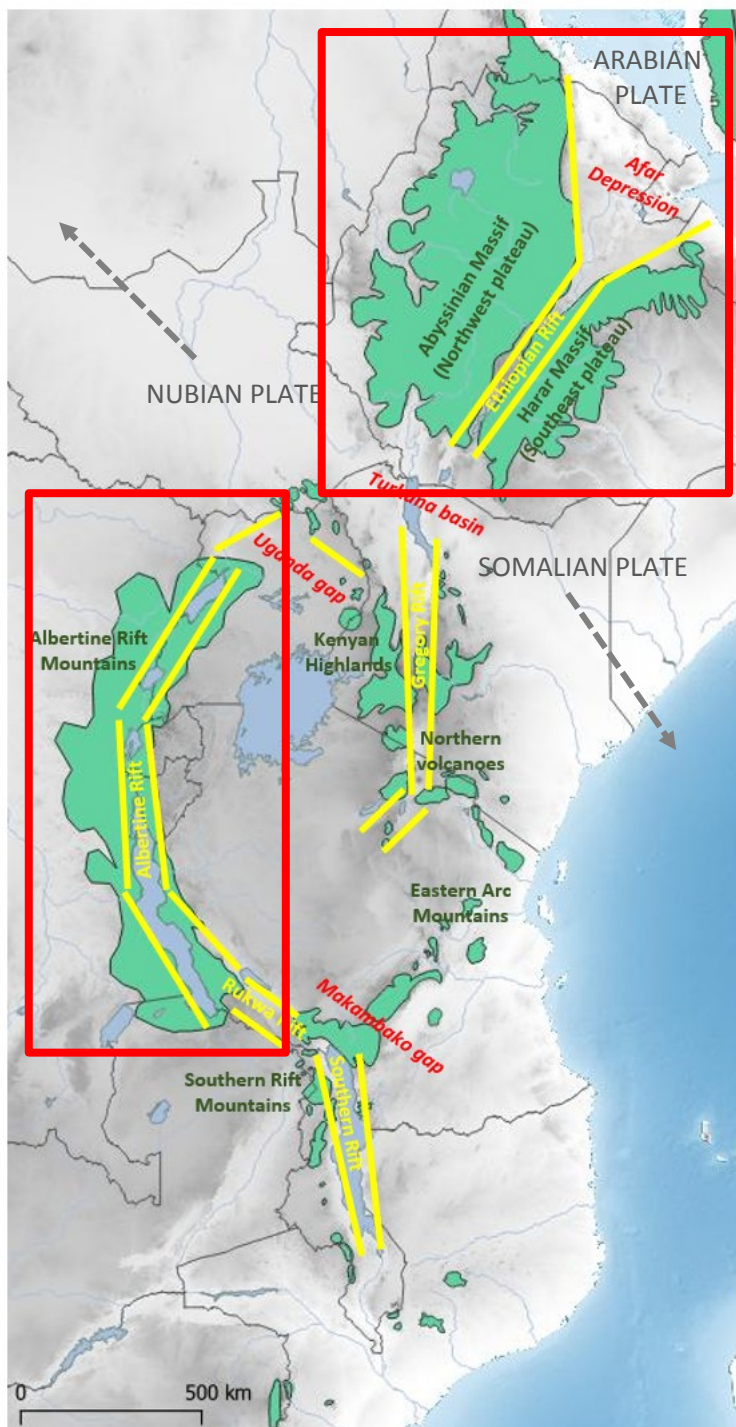 ARABIAN
PLATE
Afar
Depression
Abyssinian Massif
(Northwest plateau)
Ethiopian Rift
Harar Massif
(Southeast plateau)
NUBIAN PLATE
Turkana basin
Uganda gap
SOMALIAN PLATE
Albertine Rift
Mountains
Kenyan
Highlands
Gregory Rift
Northern
volcanoes
Albertine Rift
Eastern Arc
Mountains
Rukwa Rift
Makambako gap
Southern Rift
Mountains
Southern Rift
0 500 km